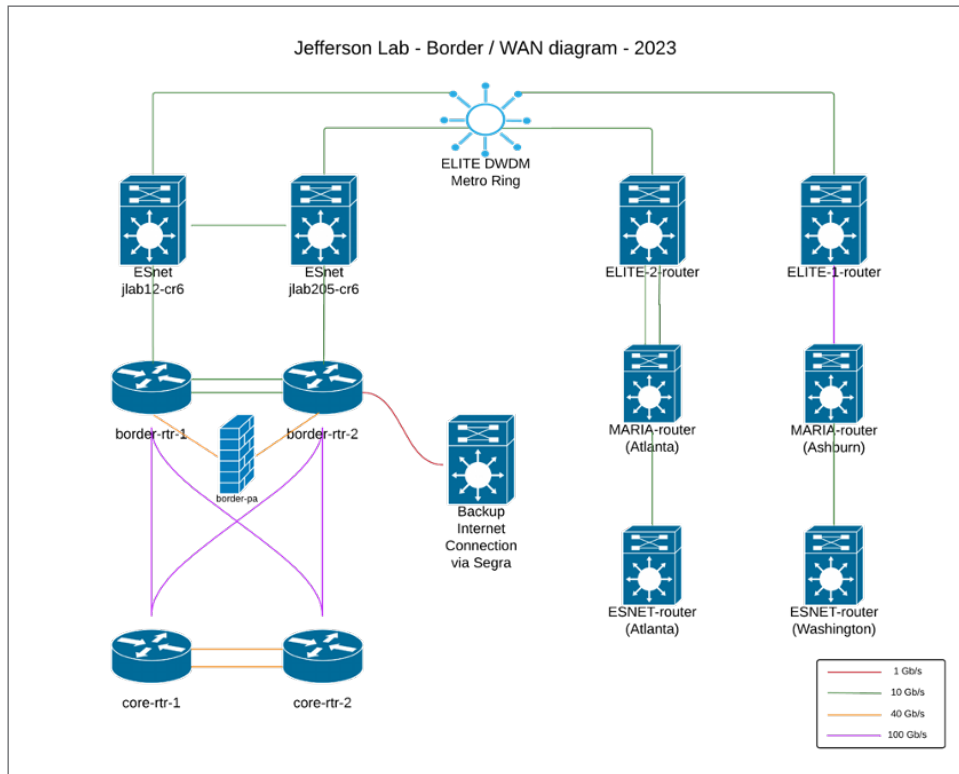 Jefferson Lab - Border / WAN diagram - 2023
ELITE DWDM
Metro Ring
ESnet
jlab12-cr6
ESnet
jlab205-cr6
ELITE-2-router
ELITE-1-router
border-rtr-1
border-rtr-2
border-pa
MARIA-router
(Atlanta)
MARIA-router
(Ashburn)
Backup
Internet
Connection
via Segra
ESNET-router
(Atlanta)
ESNET-router
(Washington)
core-rtr-1
core-rtr-2
1 Gb/s
10 Gb/s
40 Gb/s
100 Gb/s